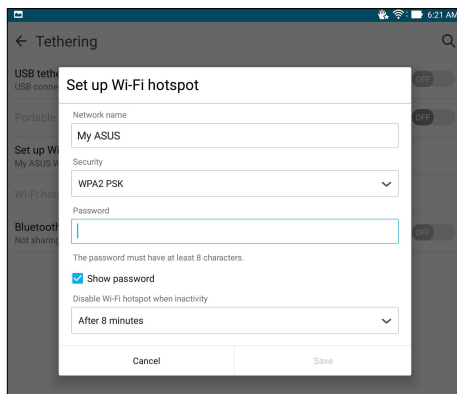 6:21 AM
Tethering
USB tethe
USB conne
OFF
Portable
OFF
Set up Wi
My ASUS W
Wi-Fi hot
Bluetooth
Not sharing
OFF
Set up Wi-Fi hotspot
Network name
My ASUS
Security
WPA2 PSK
Password
The password must have at least 8 characters.
Show password
Disable Wi-Fi hotspot when inactivity
After 8 minutes
Cancel
Save